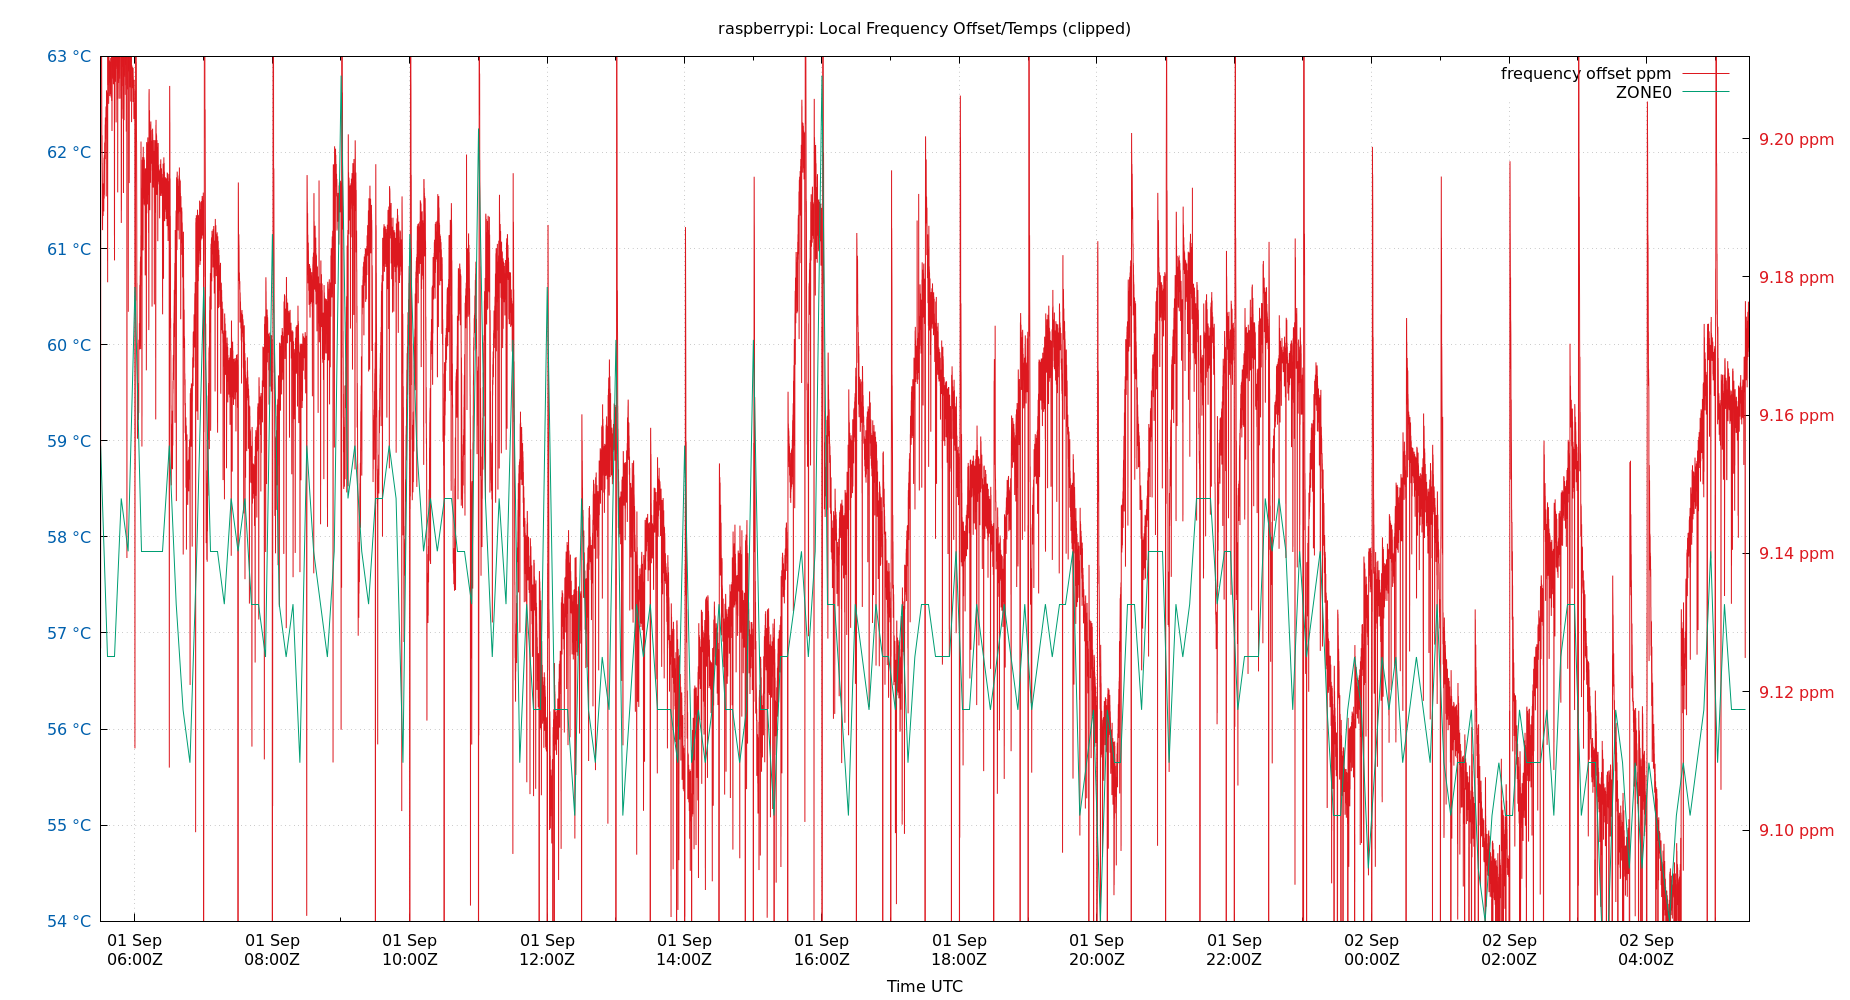 raspberrypi: Local Frequency Offset/Temps (clipped)
frequency offset ppm
ZONE0
63 °C
62 °C
61 °C
60 °C
59 °C
58 °C
57 °C
56 °C
55 °C
54 °C
9.20 ppm
9.18 ppm
9.16 ppm
9.14 ppm
9.12 ppm
9.10 ppm
01 Sep 01 Sep 01 Sep 01 Sep 01 Sep 01 Sep 01 Sep 01 Sep 01 Sep 02 Sep 02 Sep 02 Sep
06:00Z 08:00Z 10:00Z 12:00Z 14:00Z 16:00Z 18:00Z 20:00Z 22:00Z 00:00Z 02:00Z 04:00Z
Time UTC